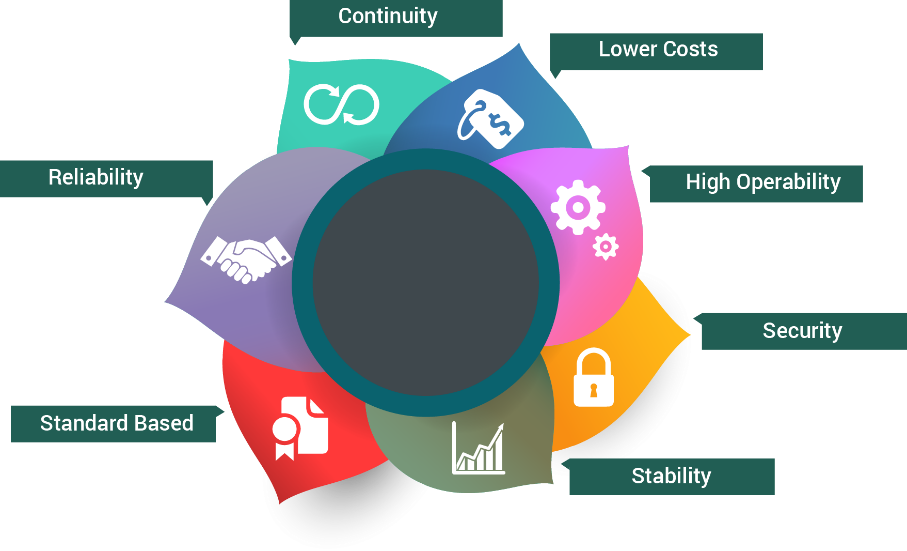 Continuity
Lower Costs
Reliability
High Operability
Security
Standard Based
Stability
$